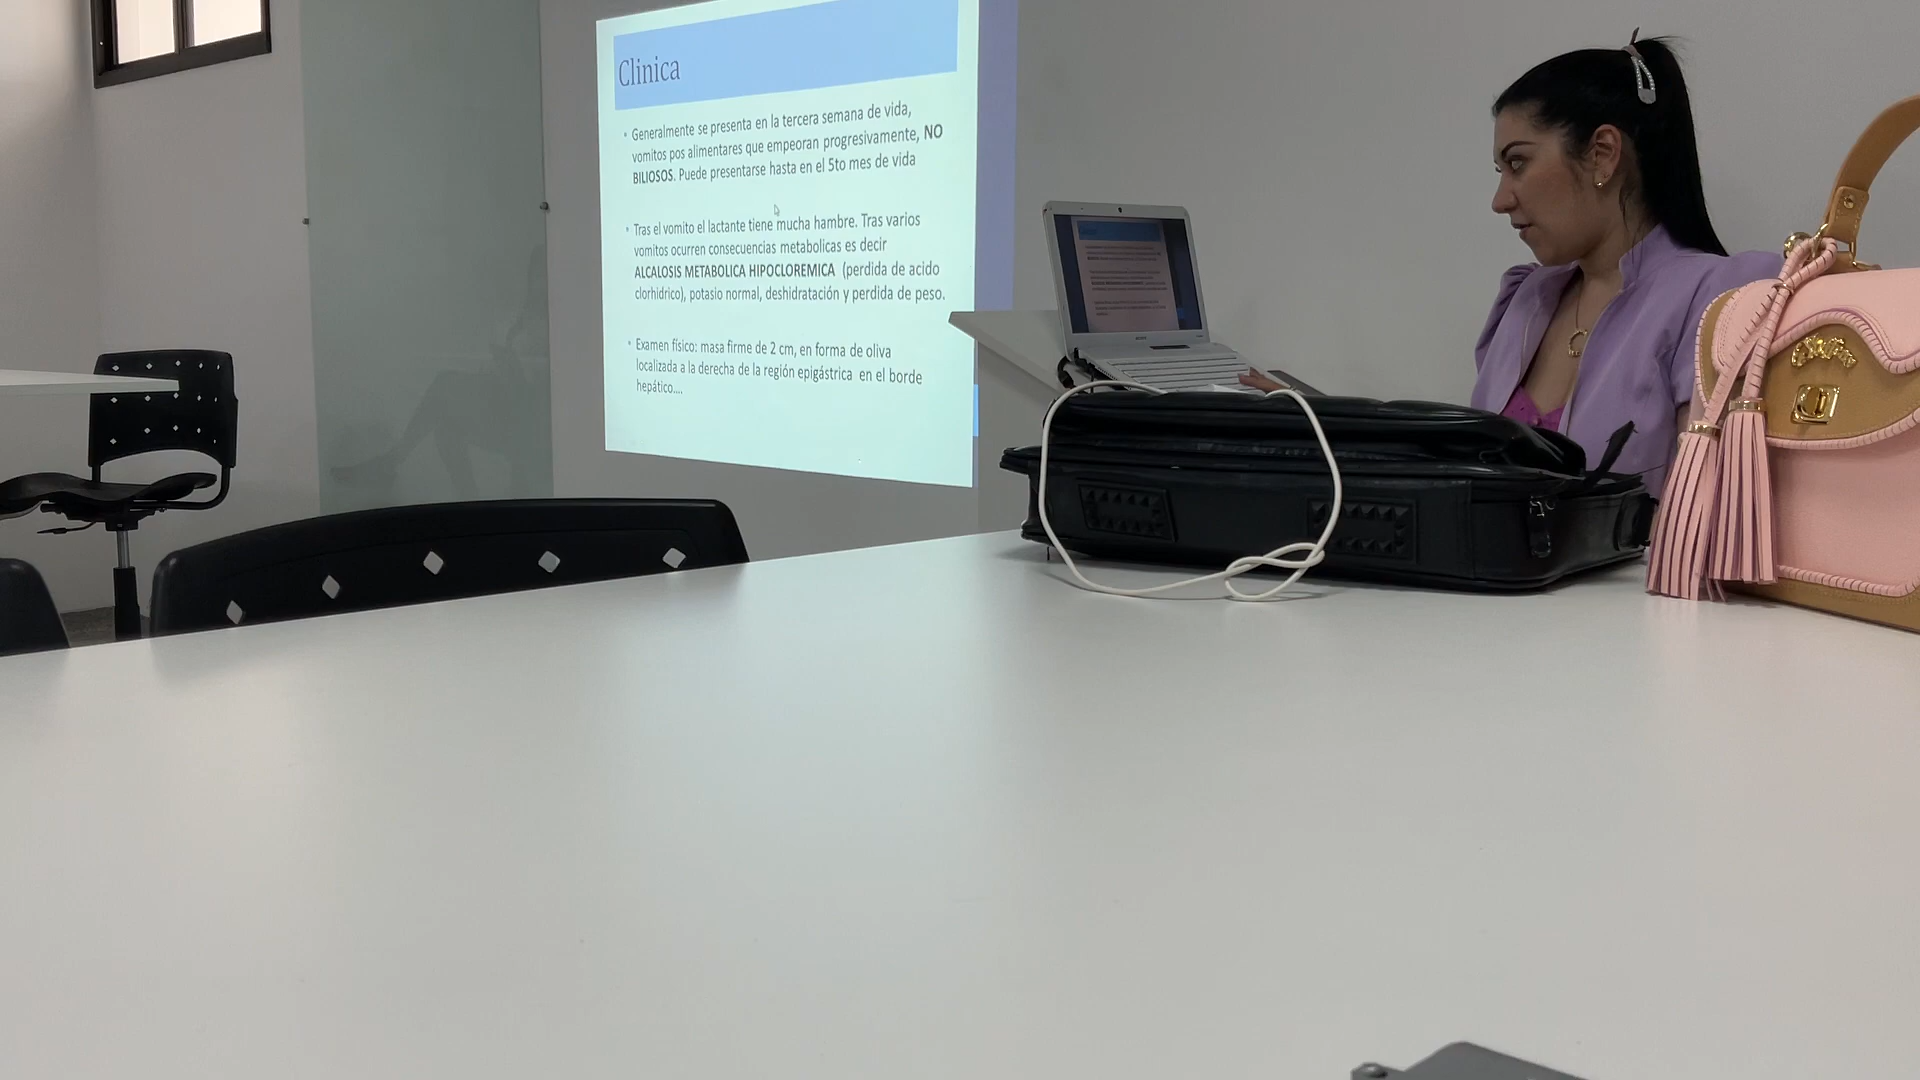 Clinica
• Generalmente se presenta en la tercera semana de vida,
vomitos pos alimentares que empeoran progresivamente, NO
BILIOSOS. Puede presentarse hasta en el 5to mes de vida
• Tras el vomito el lactante tiene mucha hambre. Tras varios
vomitos ocurren consecuencias metabolicas es decir
ALCALOSIS METABOLICA HIPOCLOREMICA (perdida de acido
clorhidrico), potasio normal, deshidratación y perdida de peso.
• Examen físico: masa firme de 2 cm, en forma de oliva
localizada a la derecha de la región epigástrica en el borde
hepático....